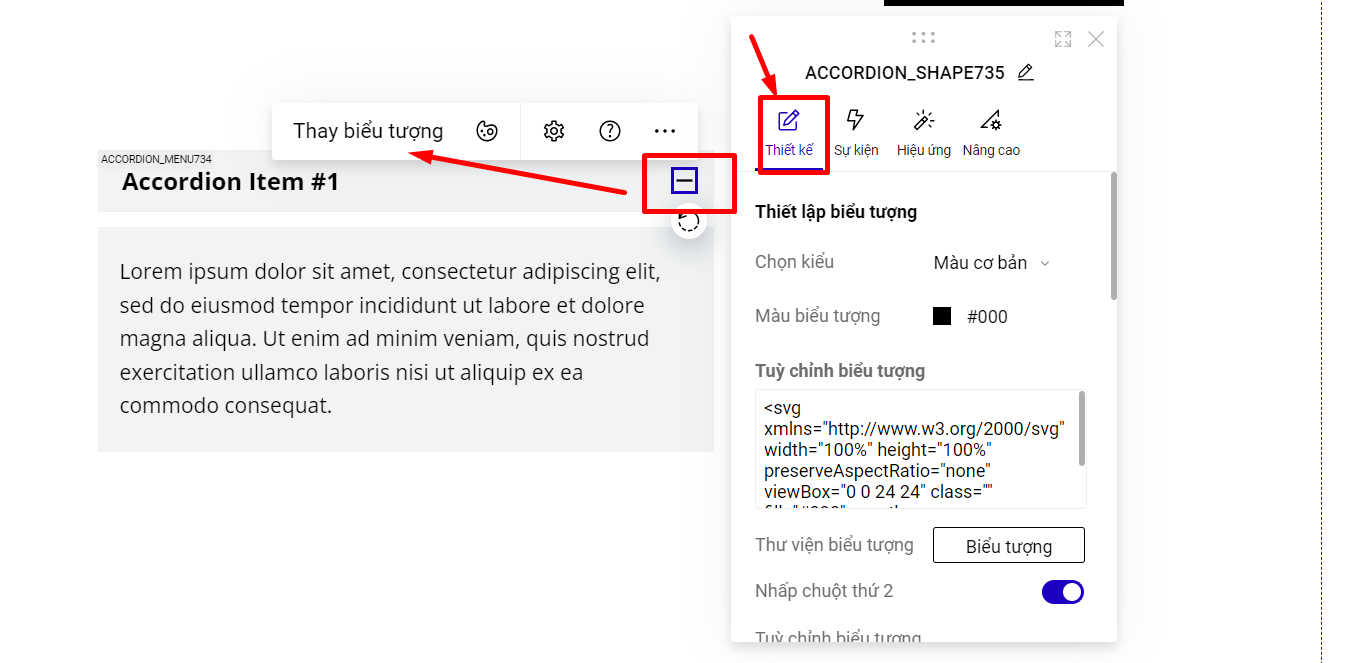 ACCORDION_SHAPE735
Thiết kế
Sự kiện
Hiệu ứng
Nâng cao
Thay biểu tượng
ACCORDION_MENU734
Accordion Item #1
Lorem ipsum dolor sit amet, consectetur adipiscing elit,
sed do eiusmod tempor incididunt ut labore et dolore
magna aliqua. Ut enim ad minim veniam, quis nostrud
exercitation ullamco laboris nisi ut aliquip ex ea
commodo consequat.
Thiết lập biểu tượng
Chọn kiểu
Màu cơ bản
Màu biểu tượng
#000
Tuỳ chỉnh biểu tượng
<svg
xmlns="http://www.w3.org/2000/svg"
width="100%" height="100%"
preserveAspectRatio="none"
viewBox="0 0 24 24" class=""
Thư viện biểu tượng
Biểu tượng
Nhấp chuột thứ 2
Tuỳ chỉnh biểu tượng